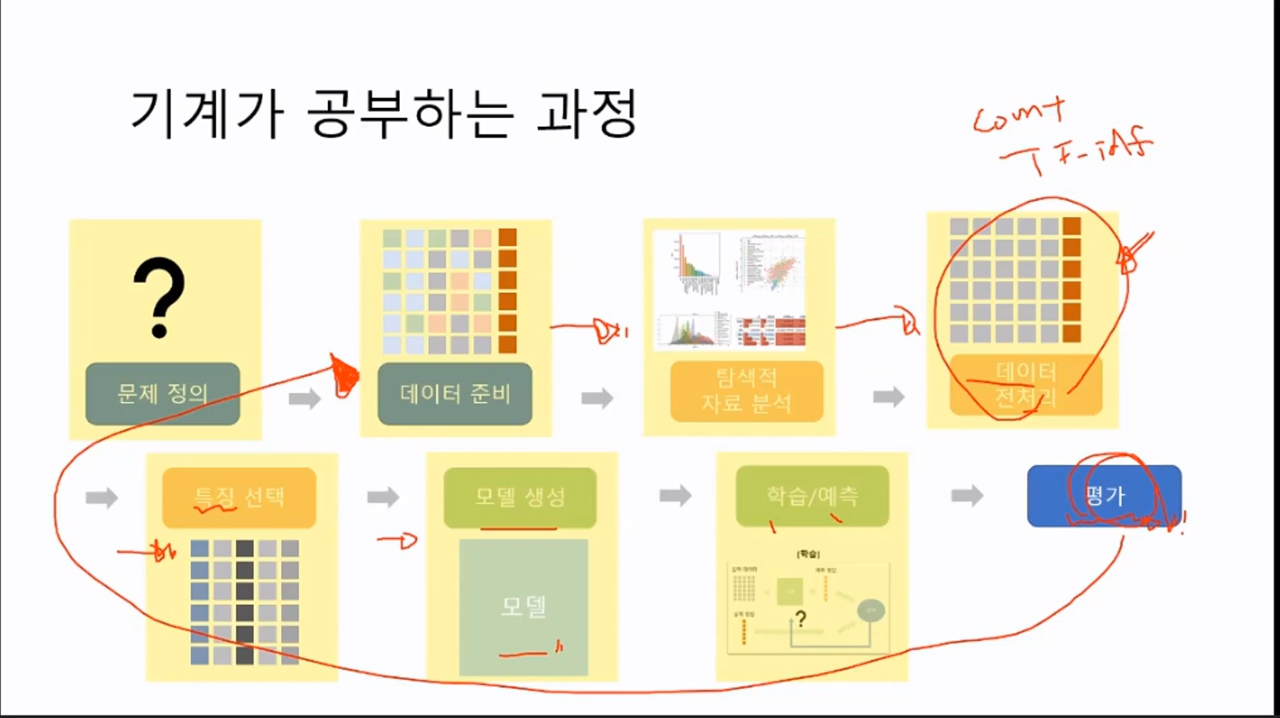 기계가 공부하는 과정
count
TF-idf
?
문제 정의
데이터 준비
탐색적
자료 분석
데이터
전처리
특징 선택
모델 생성
모델
학습/예측
[학습]
?
평가